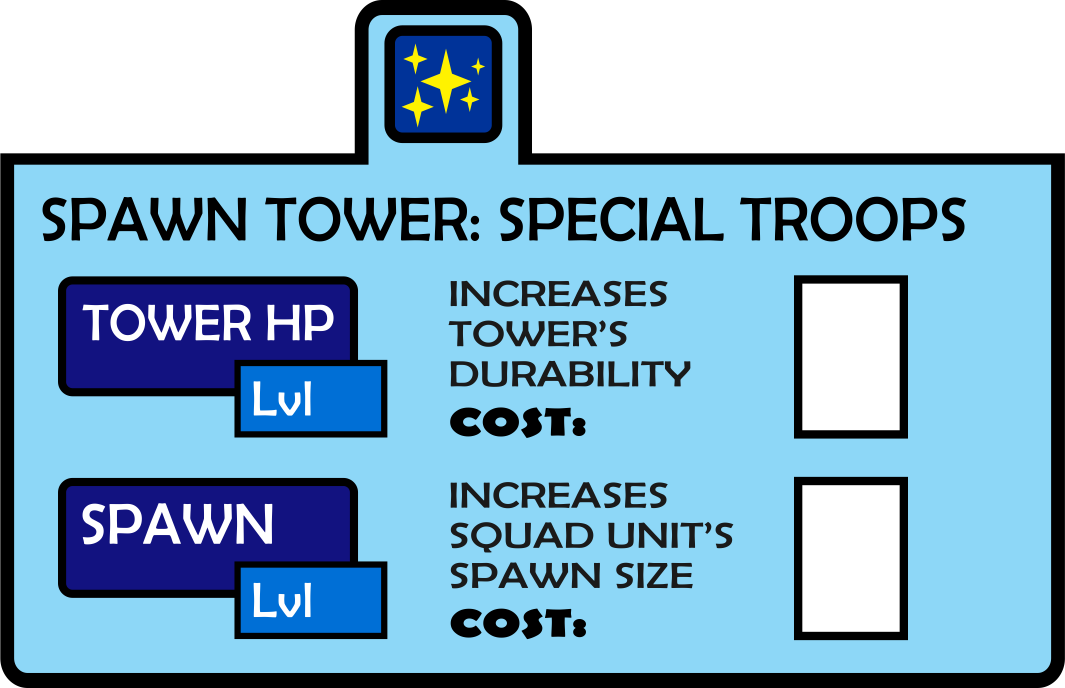 SPAWN TOWER: SPECIAL TROOPS
TOWER HP
Lvl
INCREASES
TOWER'S
DURABILITY
COST:
SPAWN
Lvl
INCREASES
SQUAD UNIT'S
SPAWN SIZE
COST: